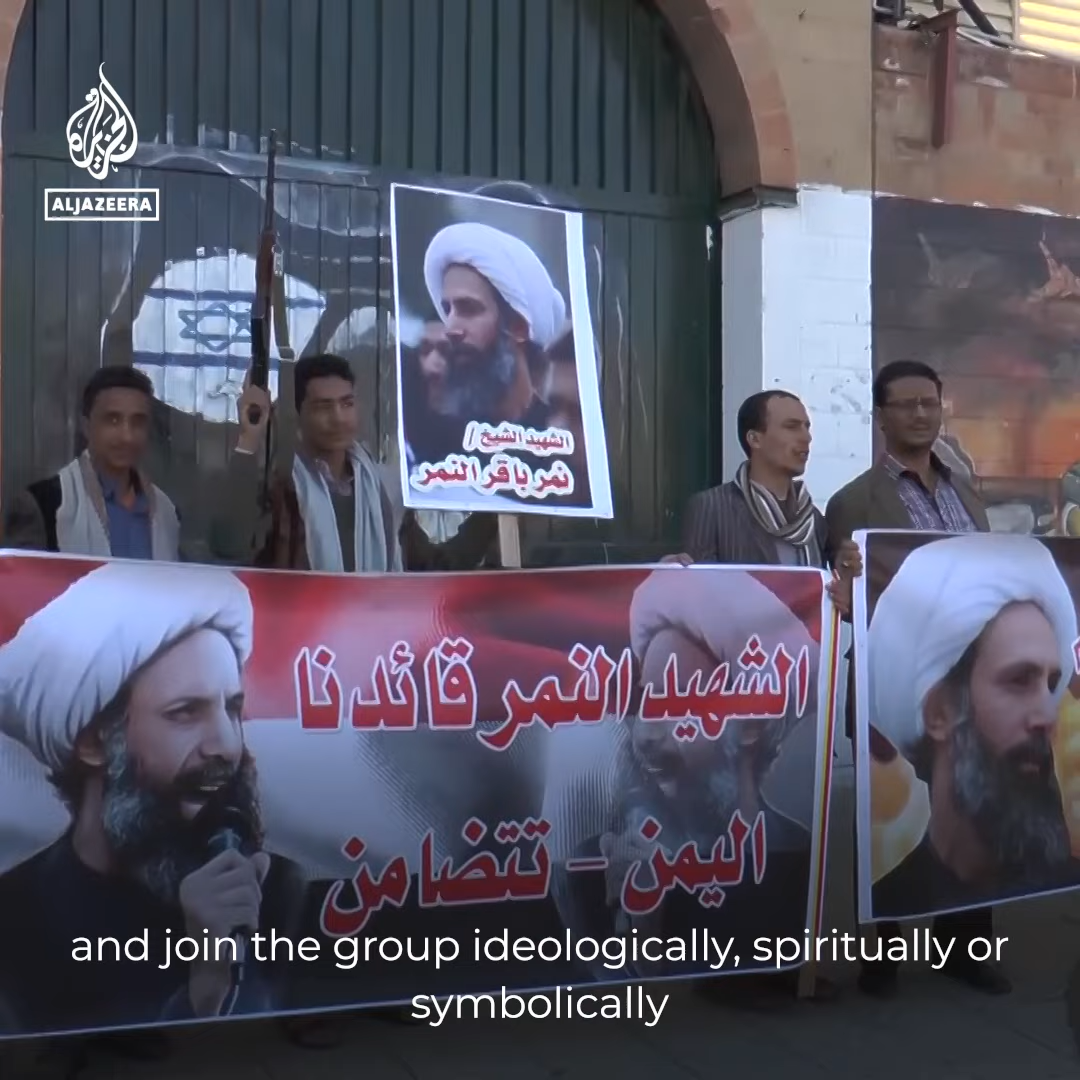 الجزيرة
ALJAZEERA
الشهيد الشيخ /
نمر باقر النمر
الشهيد النمر قائدنا
اليمن - تتضامن
and join the group ideologically, spiritually or
symbolically